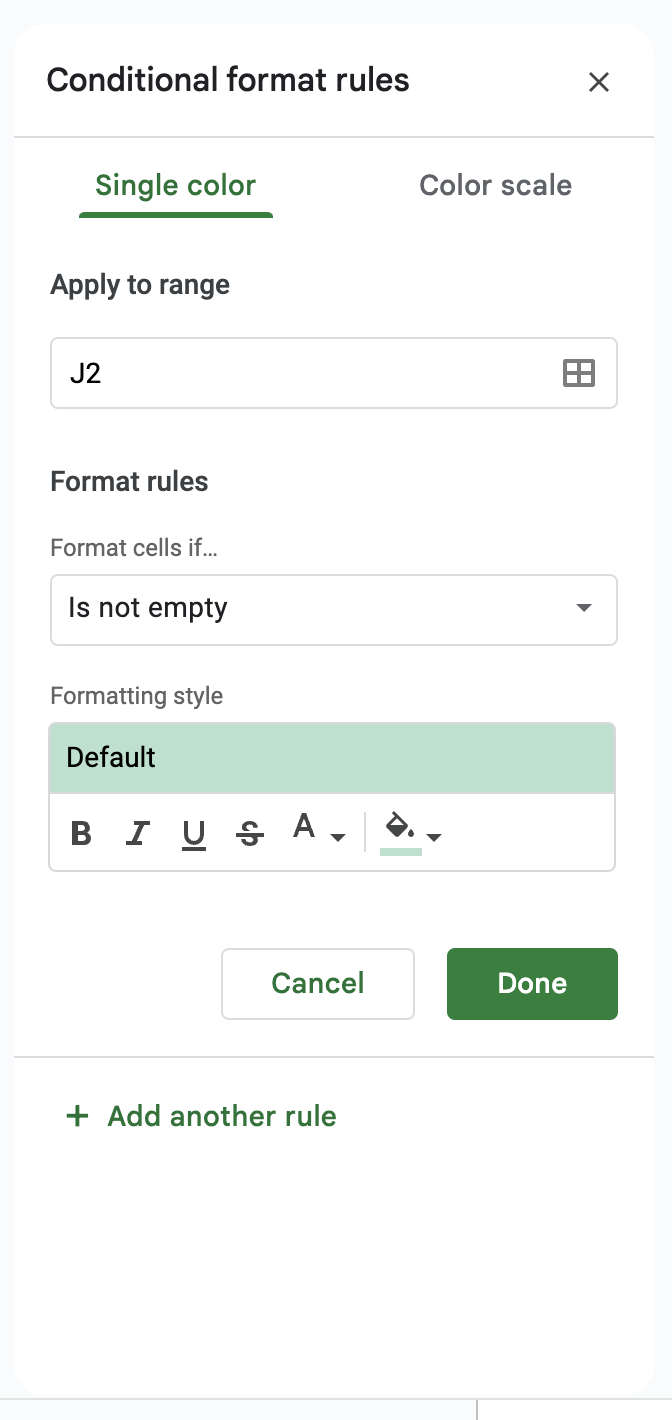 Conditional format rules
Single color
Color scale
Apply to range
J2
Format rules
Format cells if…
Is not empty
Formatting style
Default
B I U S A
Cancel
Done
+ Add another rule